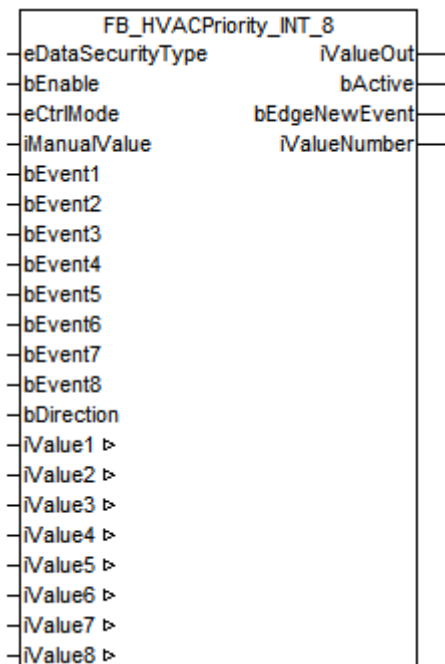 FB_HVACPriority_INT_8
eDataSecurityType iValueOut
bEnable bActive
eCtrlMode bEdgeNewEvent
iManualValue iValueNumber
bEvent1
bEvent2
bEvent3
bEvent4
bEvent5
bEvent6
bEvent7
bEvent8
bDirection
iValue1 ▷
iValue2 ▷
iValue3 ▷
iValue4 ▷
iValue5 ▷
iValue6 ▷
iValue7 ▷
iValue8 ▷